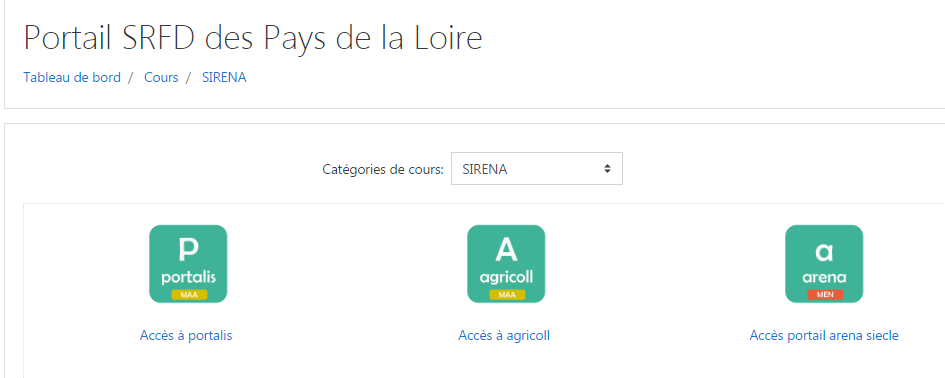 Portail SRFD des Pays de la Loire
Tableau de bord / Cours / SIRENA
Catégories de cours: SIRENA
P A a
portalis agricoll arena
MAA MAA MEN
Accès à portalis Accès à agricoll Accès portail arena siecle